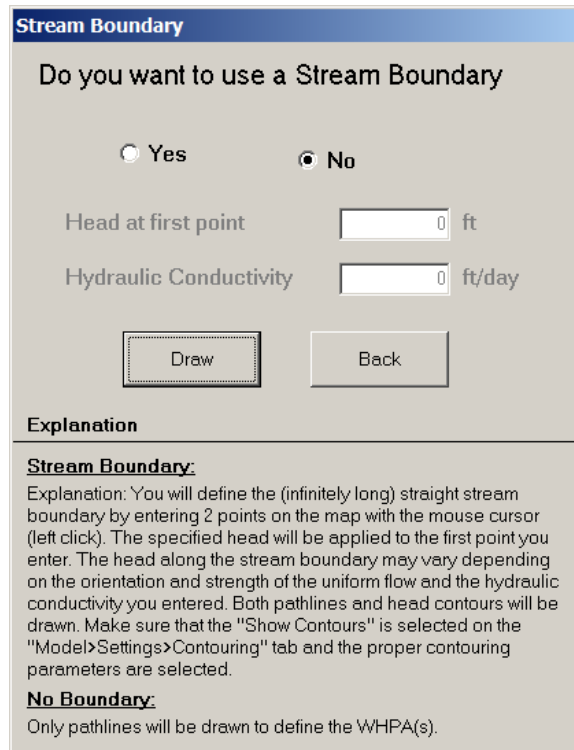 Stream Boundary
Do you want to use a Stream Boundary
Yes No
Head at first point 0 ft
Hydraulic Conductivity 0 ft/day
Draw Back
Explanation
Stream Boundary:
Explanation: You will define the (infinitely long) straight stream
boundary by entering 2 points on the map with the mouse cursor
(left click). The specified head will be applied to the first point you
enter. The head along the stream boundary may vary depending
on the orientation and strength of the uniform flow and the hydraulic
conductivity you entered. Both pathlines and head contours will be
drawn. Make sure that the "Show Contours" is selected on the
"Model>Settings>Contouring" tab and the proper contouring
parameters are selected.
No Boundary:
Only pathlines will be drawn to define the WHPA(s).